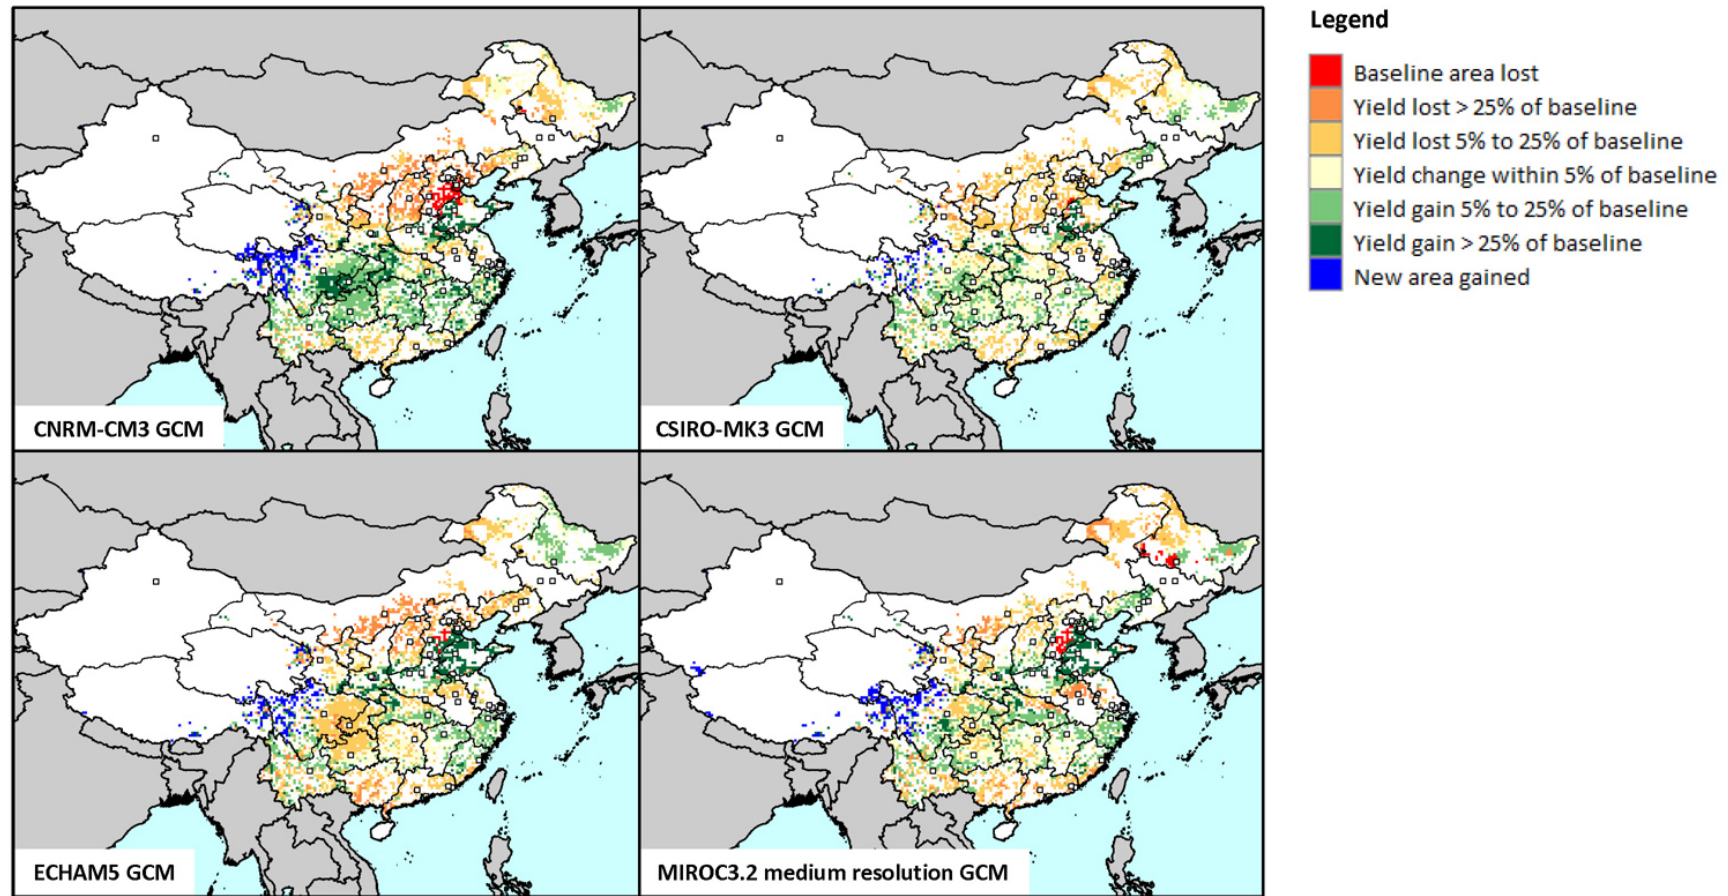 Legend
Baseline area lost
Yield lost > 25% of baseline
Yield lost 5% to 25% of baseline
Yield change within 5% of baseline
Yield gain 5% to 25% of baseline
Yield gain > 25% of baseline
New area gained
CNRM-CM3 GCM
CSIRO-MK3 GCM
ECHAM5 GCM
MIROC3.2 medium resolution GCM